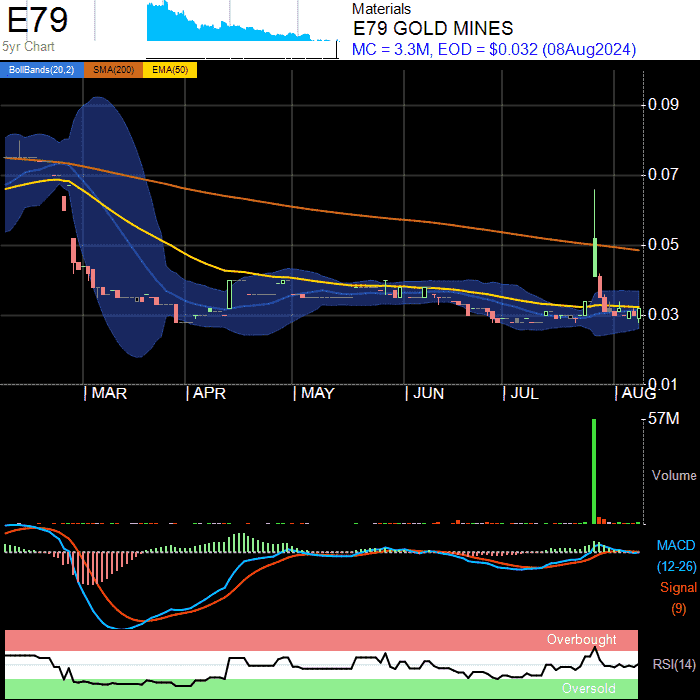 E79
5yr Chart
Materials
E79 GOLD MINES
MC = 3.3M, EOD = $0.032 (08Aug2024)
BollBands(20,2) SMA(200) EMA(50)
0.09
0.07
0.05
0.03
0.01
| MAR | APR | MAY | JUN | JUL | AUG
57M
Volume
MACD
(12-26)
Signal
(9)
Overbought
RSI(14)
Oversold